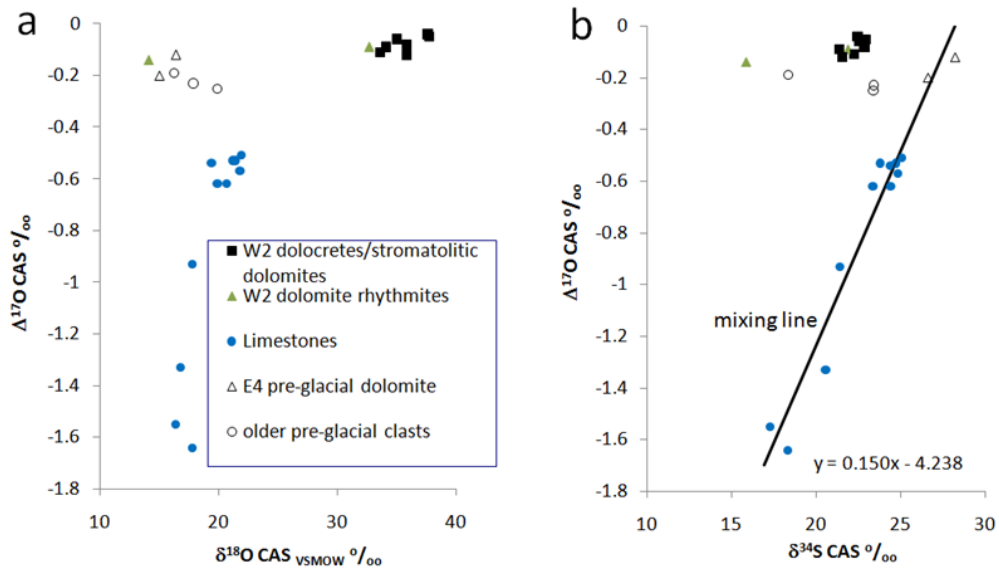 a
0
-0.2
-0.4
-0.6
-0.8
-1
-1.2
-1.4
-1.6
-1.8
Δ¹⁷O CAS ‰
10 20 30 40
δ¹⁸O CAS VSMOW ‰
W2 dolocretes/stromatolitic
dolomites
W2 dolomite rhythmites
Limestones
E4 pre-glacial dolomite
older pre-glacial clasts
b
0
-0.2
-0.4
-0.6
-0.8
-1
-1.2
-1.4
-1.6
-1.8
Δ¹⁷O CAS ‰
mixing line
y = 0.150x - 4.238
10 15 20 25 30
δ³⁴S CAS ‰